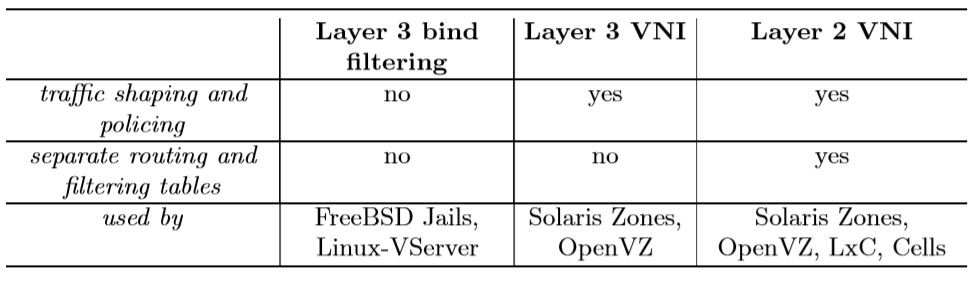 Layer 3 bind filtering Layer 3 VNI Layer 2 VNI
traffic shaping and policing no yes yes
separate routing and filtering tables no no yes
used by FreeBSD Jails, Linux-VServer Solaris Zones, OpenVZ Solaris Zones, OpenVZ, LxC, Cells